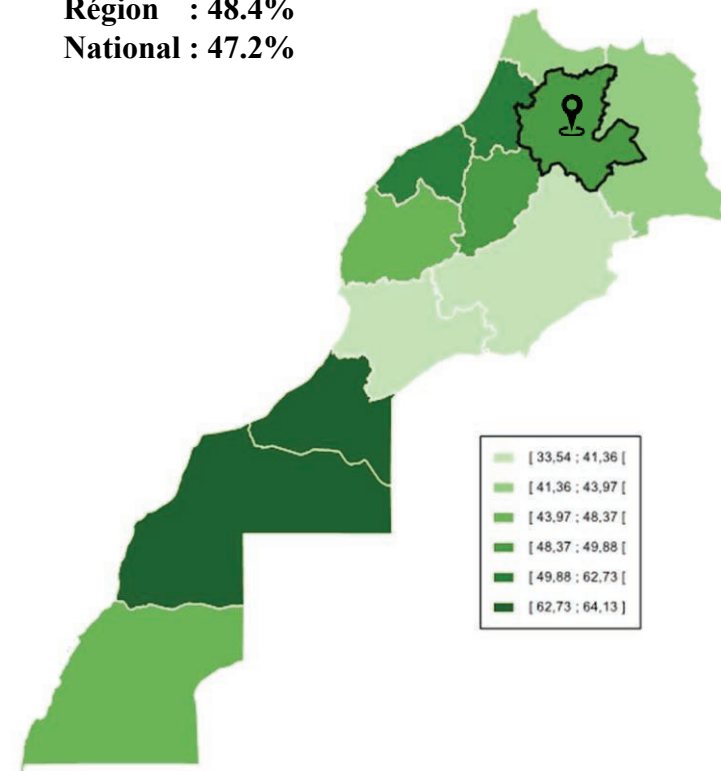 Région : 48.4%
National : 47.2%
[ 33,54 ; 41,36 [
[ 41,36 ; 43,97 [
[ 43,97 ; 48,37 [
[ 48,37 ; 49,88 [
[ 49,88 ; 62,73 [
[ 62,73 ; 64,13 ]